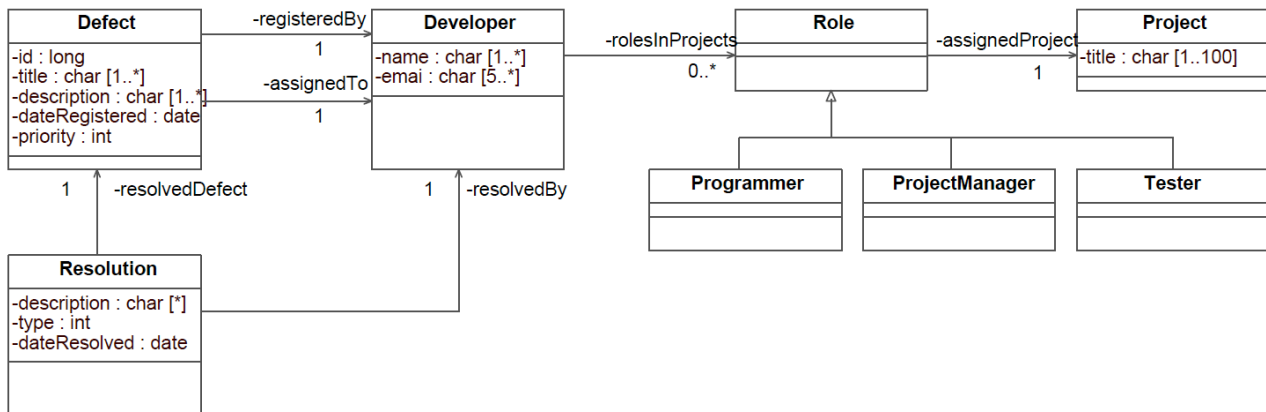 Defect
-id : long
-title : char [1..*]
-description : char [1..*]
-dateRegistered : date
-priority : int
-registeredBy
1
-assignedTo
1
Developer
-name : char [1..*]
-emai : char [5..*]
-rolesInProjects
0..*
Role
-assignedProject
1
Project
-title : char [1..100]
1
-resolvedDefect
1
-resolvedBy
Programmer
ProjectManager
Tester
Resolution
-description : char [*]
-type : int
-dateResolved : date